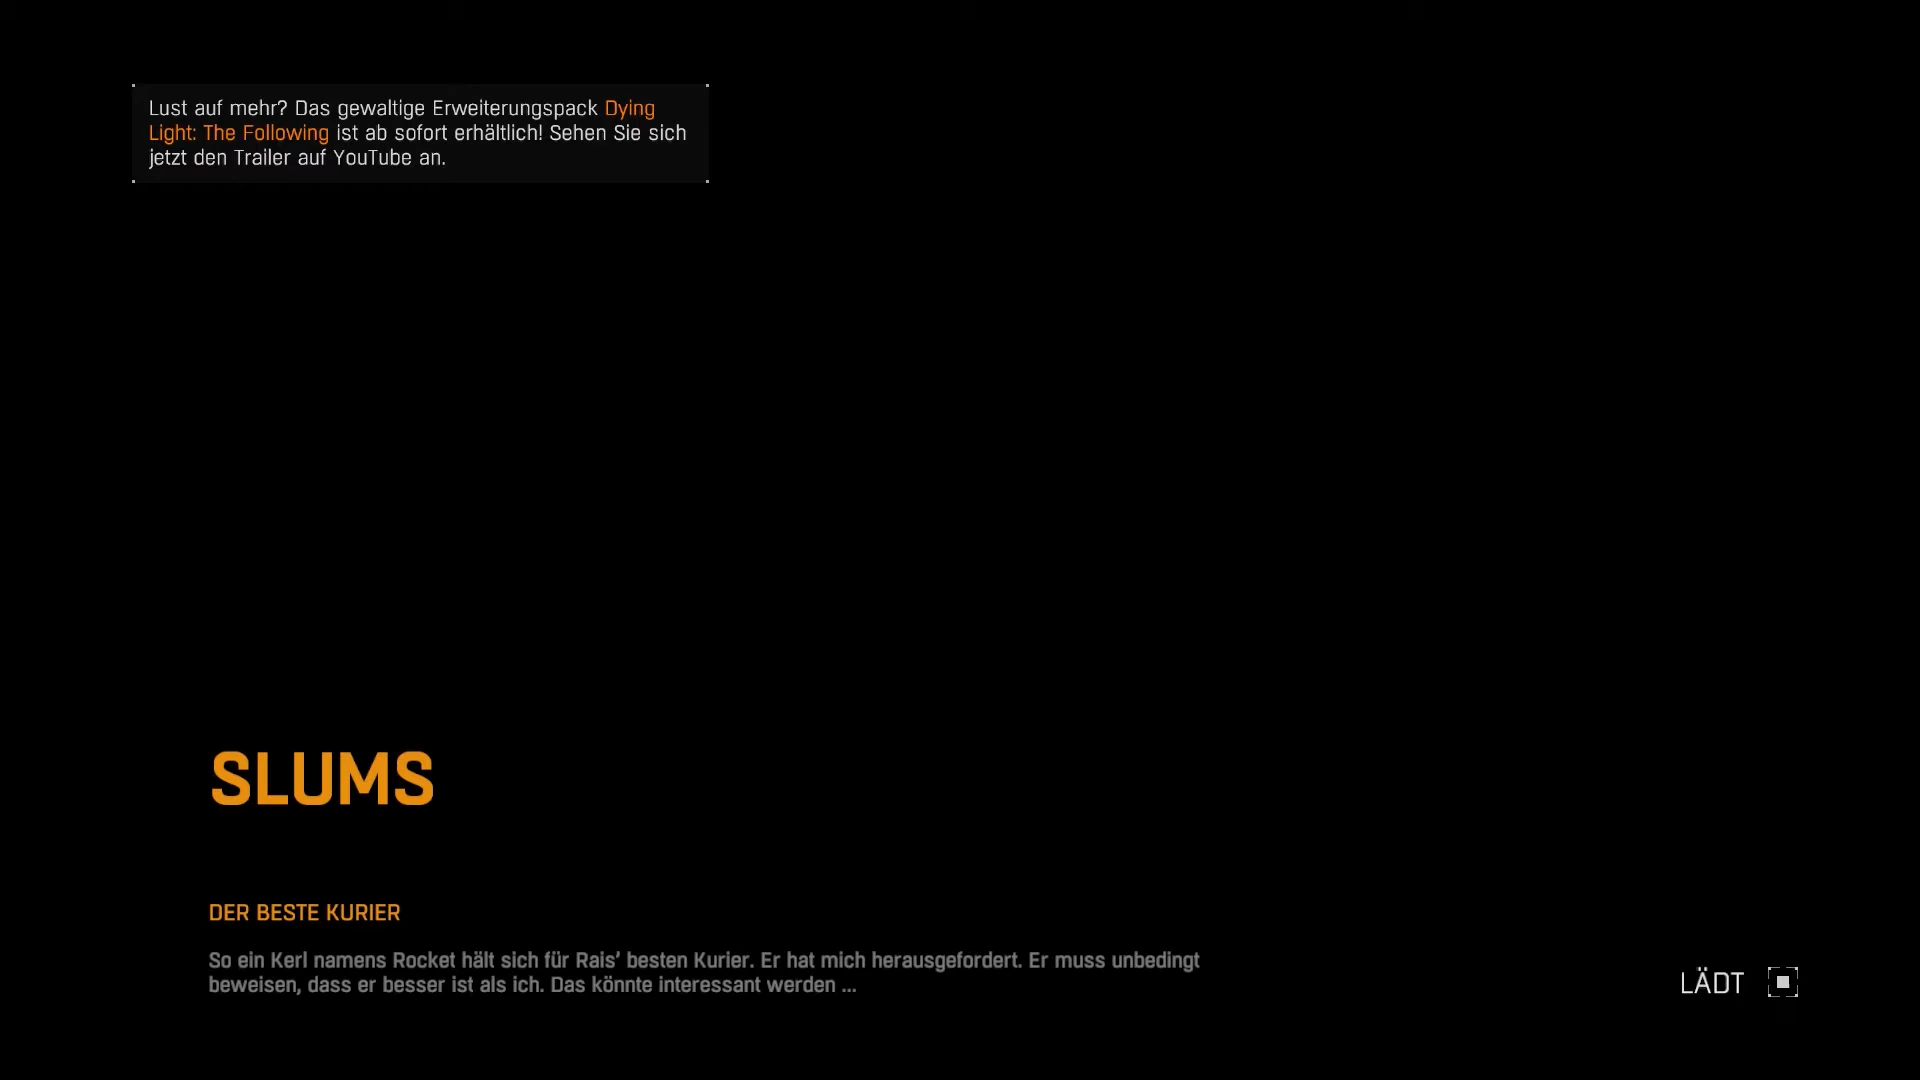 Lust auf mehr? Das gewaltige Erweiterungspack Dying
Light: The Following ist ab sofort erhältlich! Sehen Sie sich
jetzt den Trailer auf YouTube an.
SLUMS
DER BESTE KURIER
So ein Kerl namens Rocket hält sich für Rais’ besten Kurier. Er hat mich herausgefordert. Er muss unbedingt
beweisen, dass er besser ist als ich. Das könnte interessant werden ...
LÄDT